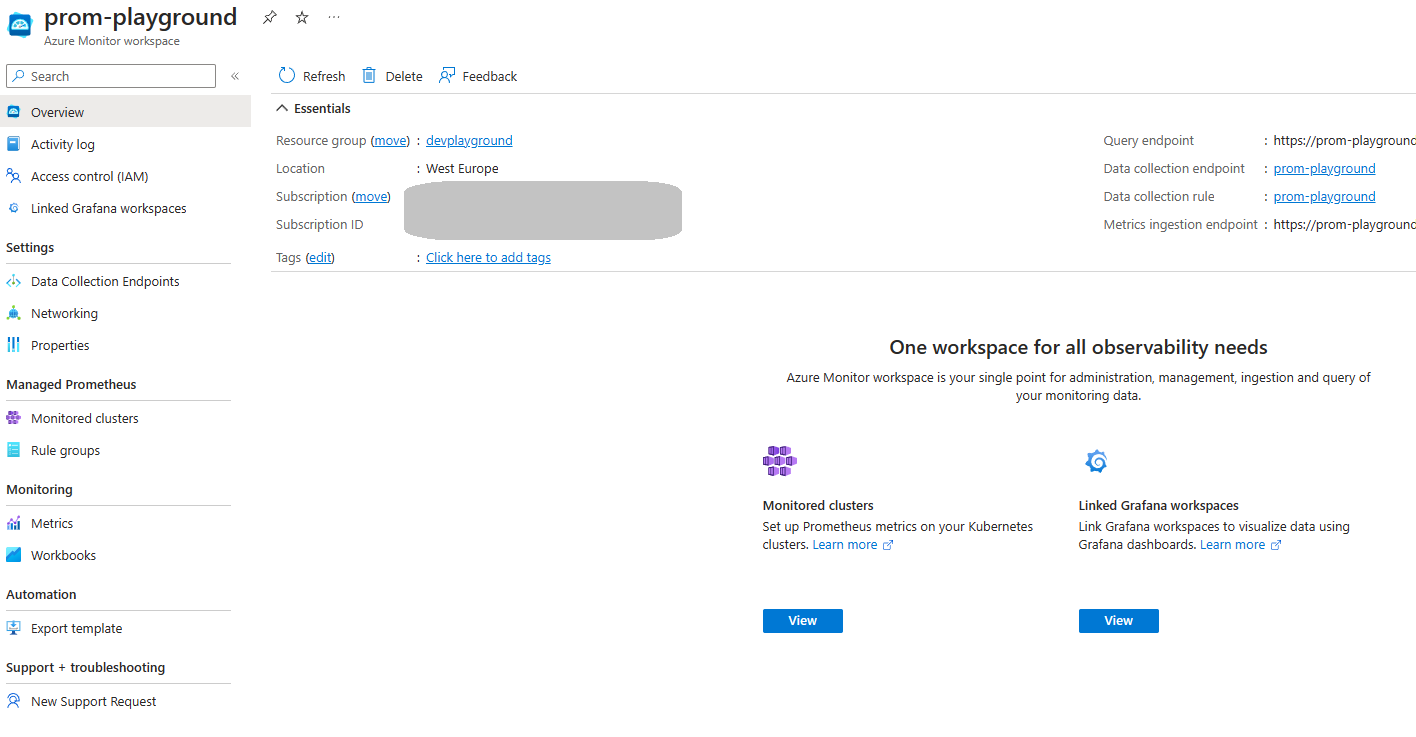 prom-playground
Azure Monitor workspace
Search
«
Overview
Activity log
Access control (IAM)
Linked Grafana workspaces
Settings
Data Collection Endpoints
Networking
Properties
Managed Prometheus
Monitored clusters
Rule groups
Monitoring
Metrics
Workbooks
Automation
Export template
Support + troubleshooting
New Support Request
Refresh Delete Feedback
Essentials
Resource group (move) : devplayground
Location : West Europe
Subscription (move)
Subscription ID
Tags (edit) : Click here to add tags
Query endpoint : https://prom-playground
Data collection endpoint : prom-playground
Data collection rule : prom-playground
Metrics ingestion endpoint : https://prom-playground
One workspace for all observability needs
Azure Monitor workspace is your single point for administration, management, ingestion and query of
your monitoring data.
Monitored clusters
Set up Prometheus metrics on your Kubernetes
clusters. Learn more
View
Linked Grafana workspaces
Link Grafana workspaces to visualize data using
Grafana dashboards. Learn more
View